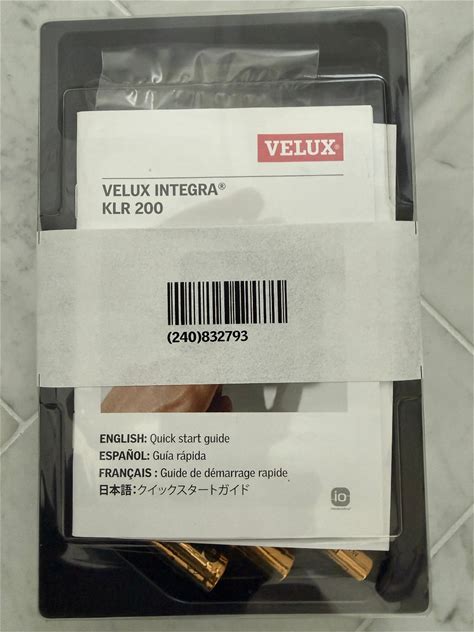 VELUX®
VELUX INTEGRA®
KLR 200
(240)832793
ENGLISH: Quick start guide
ESPAÑOL: Guía rápida
FRANÇAIS : Guide de démarrage rapide
日本語：クイックスタートガイド
io